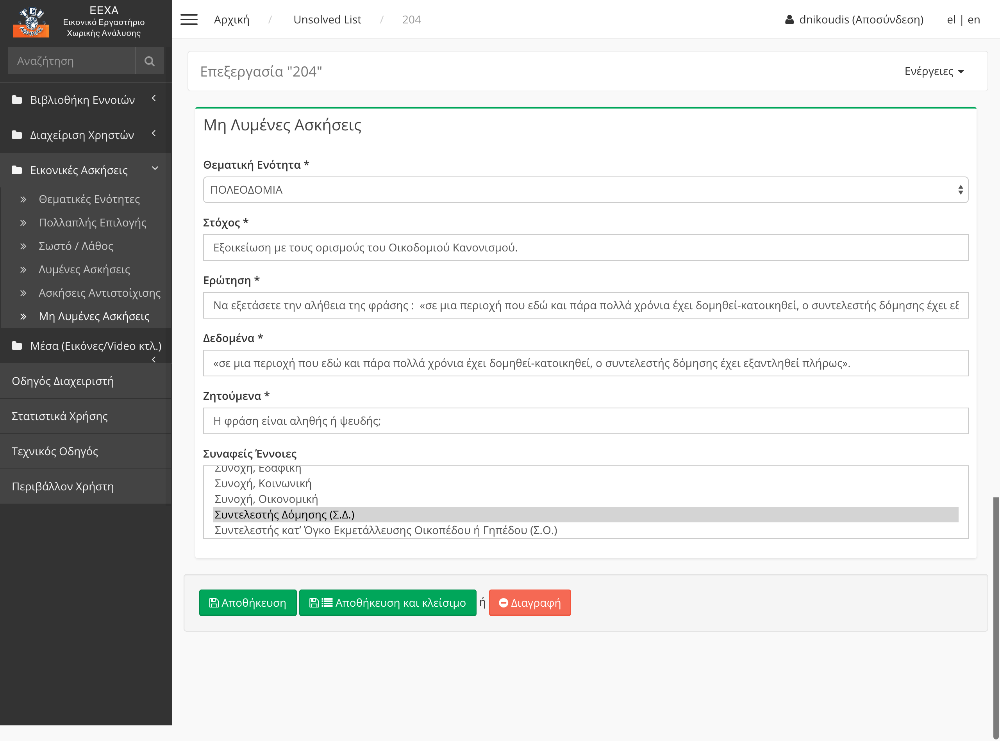 ΤΕΙ
ΑΘΗΝΑΣ
ΕΕΧΑ
Εικονικό Εργαστήριο
Χωρικής Ανάλυσης
Αναζήτηση
Βιβλιοθήκη Εννοιών
Διαχείριση Χρηστών
Εικονικές Ασκήσεις
Θεματικές Ενότητες
Πολλαπλής Επιλογής
Σωστό / Λάθος
Λυμένες Ασκήσεις
Ασκήσεις Αντιστοίχισης
Μη Λυμένες Ασκήσεις
Μέσα (Εικόνες/Video κτλ.)
Οδηγός Διαχειριστή
Στατιστικά Χρήσης
Τεχνικός Οδηγός
Περιβάλλον Χρήστη
Αρχική / Unsolved List / 204
dnikoudis (Αποσύνδεση) el | en
Επεξεργασία "204"
Ενέργειες
Μη Λυμένες Ασκήσεις
Θεματική Ενότητα *
ΠΟΛΕΟΔΟΜΙΑ
Στόχος *
Εξοικείωση με τους ορισμούς του Οικοδομιού Κανονισμού.
Ερώτηση *
Να εξετάσετε την αλήθεια της φράσης : «σε μια περιοχή που εδώ και πάρα πολλά χρόνια έχει δομηθεί-κατοικηθεί, ο συντελεστής δόμησης έχει εξ
Δεδομένα *
«σε μια περιοχή που εδώ και πάρα πολλά χρόνια έχει δομηθεί-κατοικηθεί, ο συντελεστής δόμησης έχει εξαντληθεί πλήρως».
Ζητούμενα *
Η φράση είναι αληθής ή ψευδής;
Συναφείς Έννοιες
Συνοχή, Εδαφική
Συνοχή, Κοινωνική
Συνοχή, Οικονομική
Συντελεστής Δόμησης (Σ.Δ.)
Συντελεστής κατ’ Όγκο Εκμετάλλευσης Οικοπέδου ή Γηπέδου (Σ.Ο.)
Αποθήκευση Αποθήκευση και κλείσιμο ή Διαγραφή